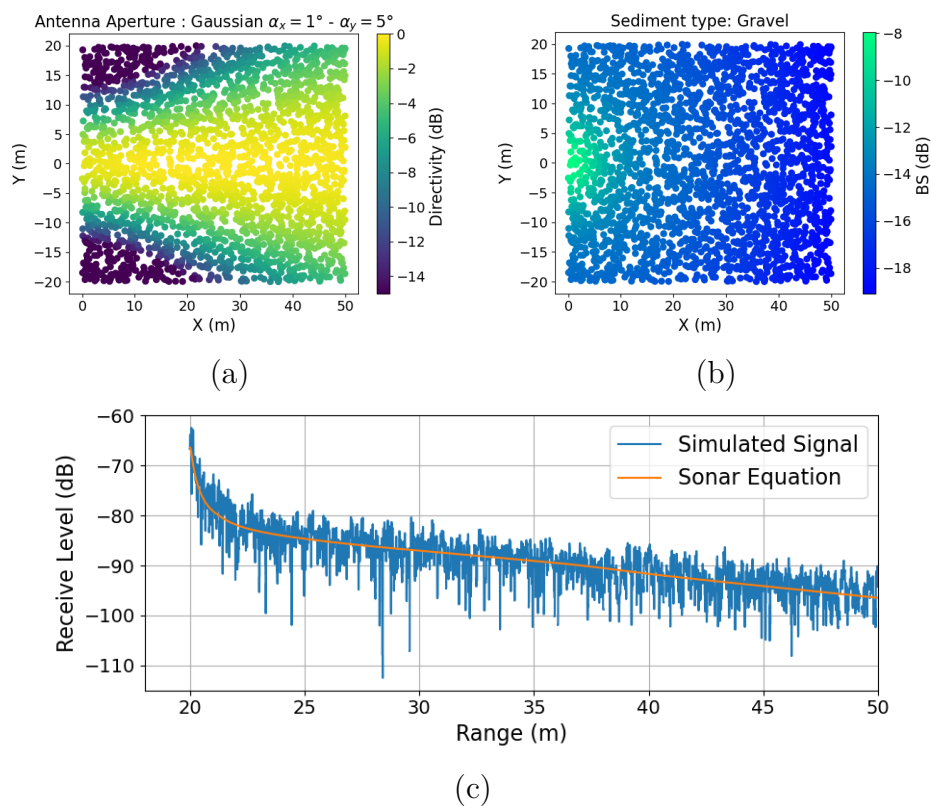 Antenna Aperture : Gaussian αx = 1° - αy = 5°
20
15
10
5
0
−5
−10
−15
−20
Y (m)
0 10 20 30 40 50
X (m)
0
−2
−4
−6
−8
−10
−12
−14
Directivity (dB)
(a)
Sediment type: Gravel
20
15
10
5
0
−5
−10
−15
−20
Y (m)
0 10 20 30 40 50
X (m)
−8
−10
−12
−14
−16
−18
BS (dB)
(b)
−60
−70
−80
−90
−100
−110
Receive Level (dB)
Simulated Signal
Sonar Equation
20 25 30 35 40 45 50
Range (m)
(c)